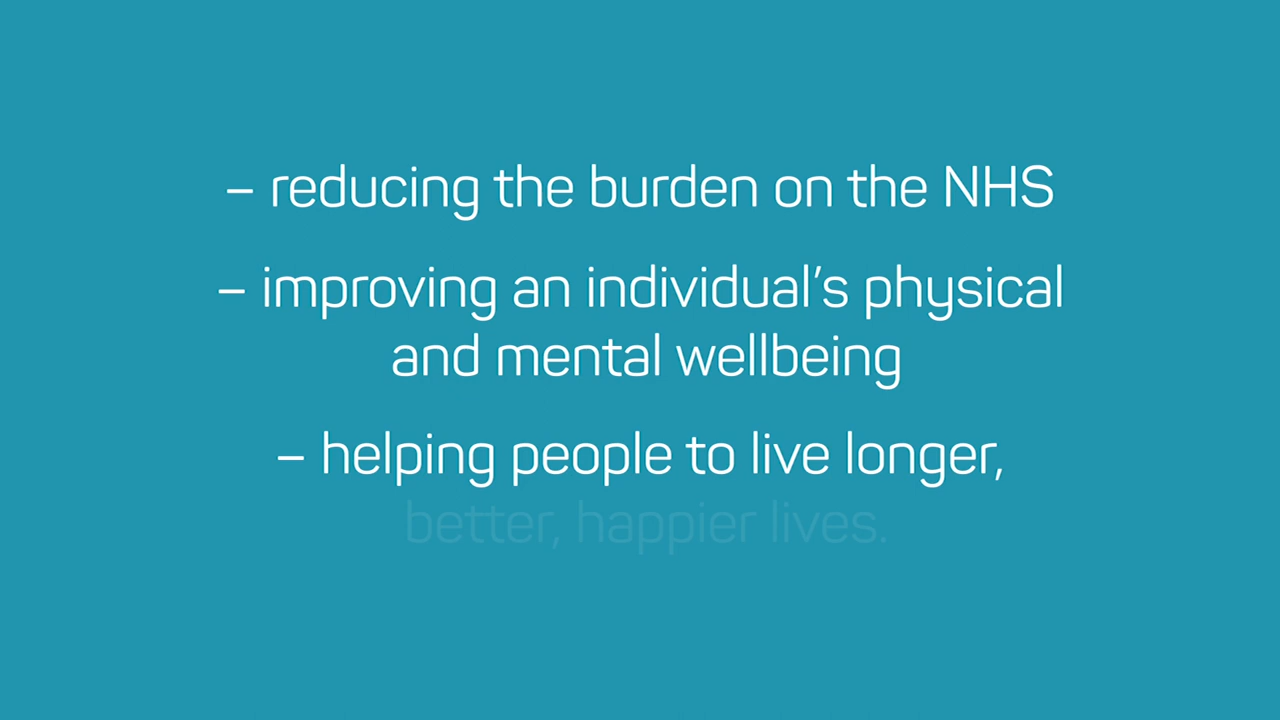 – reducing the burden on the NHS
– improving an individual’s physical
and mental wellbeing
– helping people to live longer,
better, happier lives.